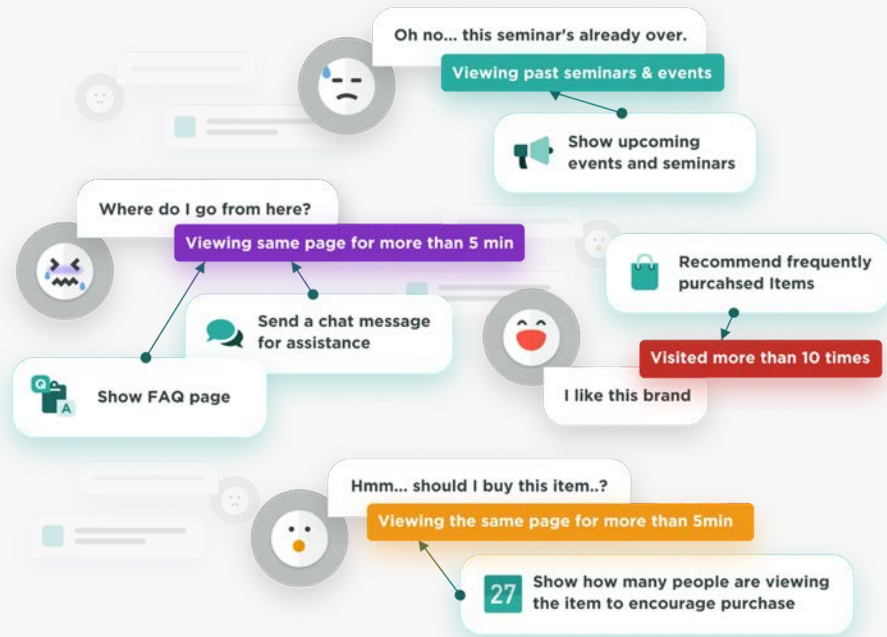 Oh no... this seminar's already over.
Viewing past seminars & events
Show upcoming
events and seminars
Where do I go from here?
Viewing same page for more than 5 min
Send a chat message
for assistance
Q
A
Show FAQ page
Recommend frequently
purcahsed Items
Visited more than 10 times
I like this brand
Hmm... should I buy this item..?
Viewing the same page for more than 5min
27
Show how many people are viewing
the item to encourage purchase